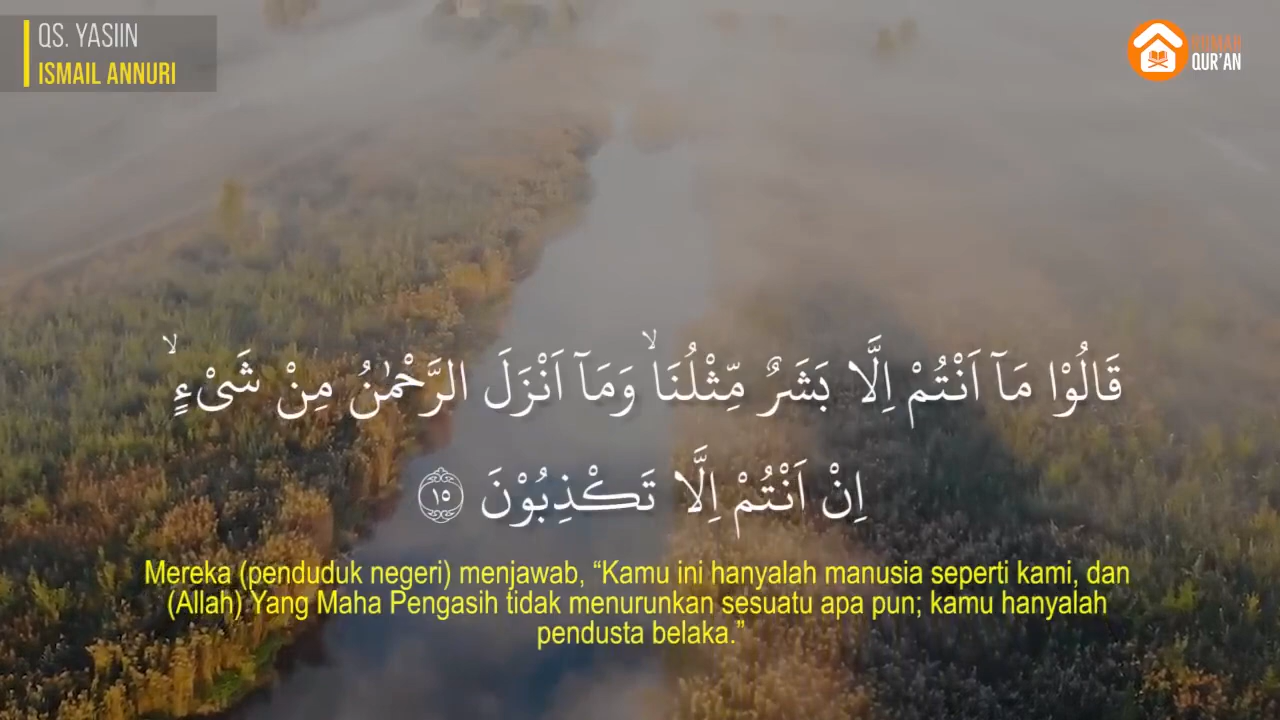 QS. YASIIN
ISMAIL ANNURI
RUMAH
QUR'AN
قَالُوْا مَآ اَنْتُمْ اِلَّا بَشَرٌ مِّثْلُنَاۙ وَمَآ اَنْزَلَ الرَّحْمٰنُ مِنْ شَيْءٍۙ
اِنْ اَنْتُمْ اِلَّا تَكْذِبُوْنَ ١٥
Mereka (penduduk negeri) menjawab, “Kamu ini hanyalah manusia seperti kami, dan
(Allah) Yang Maha Pengasih tidak menurunkan sesuatu apa pun; kamu hanyalah
pendusta belaka.”